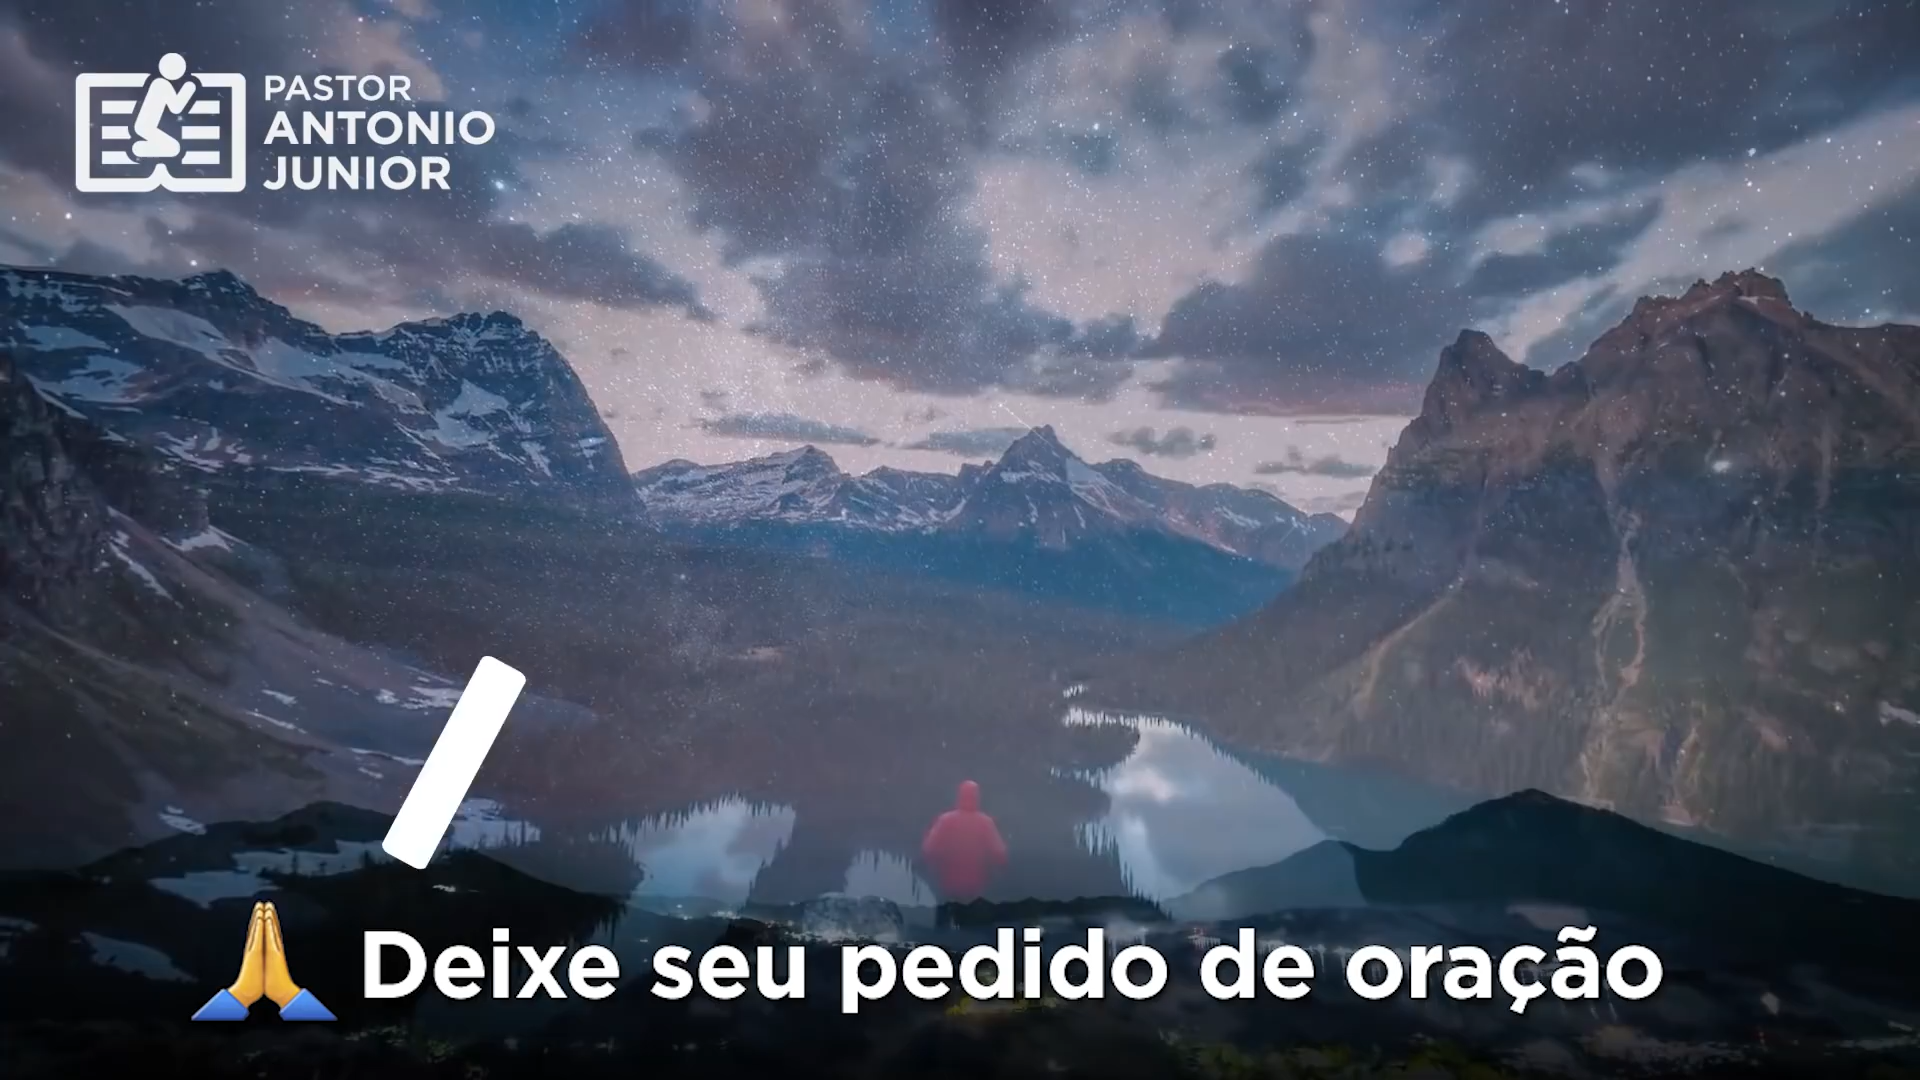 PASTOR
ANTONIO
JUNIOR
🙏 Deixe seu pedido de oração